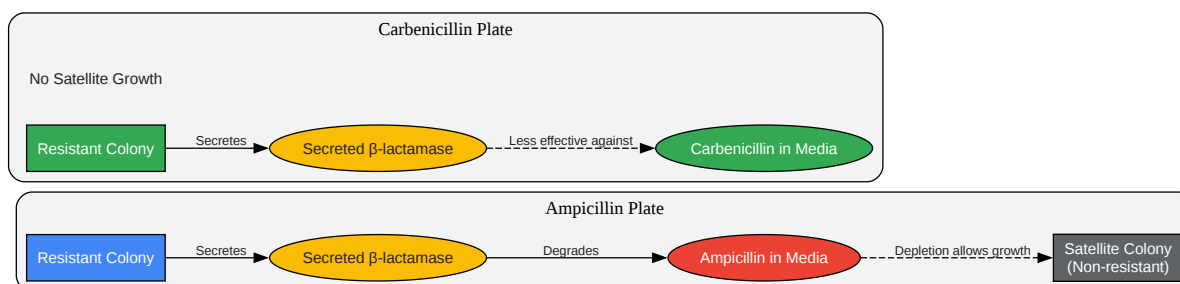 Carbenicillin Plate
No Satellite Growth
Resistant Colony
Secretes
Secreted β-lactamase
Less effective against
Carbenicillin in Media
Ampicillin Plate
Resistant Colony
Secretes
Secreted β-lactamase
Degrades
Ampicillin in Media
Depletion allows growth
Satellite Colony
(Non-resistant)